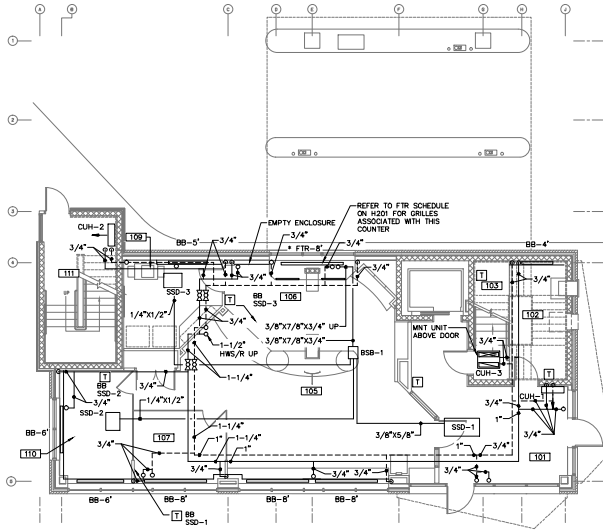 A B C D E F G H J
1
2
3
CUH-2
3/4"
109
BB-5'
3/4"
EMPTY ENCLOSURE
* FTR-8'
3/4"
REFER TO FTR SCHEDULE
ON H201 FOR GRILLES
ASSOCIATED WITH THIS
COUNTER
3/4"
BB-4'
111
UP
SSD-3
3/4"
3/4"
106
3/4"
T
103
3/4"
102
1/4"X1/2"
T
BB
SSD-3
3/4"
3/8"X7/8"X3/4" UP
3/8"X7/8"X3/4"
1-1/2"
HWS/R UP
MNT UNIT
ABOVE DOOR
3/4"
CUH-3
BSB-1
T
BB
SSD-2
3/4"
3/4"
1-1/4"
105
T
T
CUH-1
SSD-2
1/4"X1/2"
3/4"
1"
3/4"
BB-6'
SSD-1
3/8"X5/8"
110
3/4"
107
1-1/4"
1-1/4"
1"
1"
1"
3/4"
3/4"
101
3/4"
3/4"
3/4"
3/4"
BB-6'
BB-8'
BB-8'
BB-8'
T
BB
SSD-1